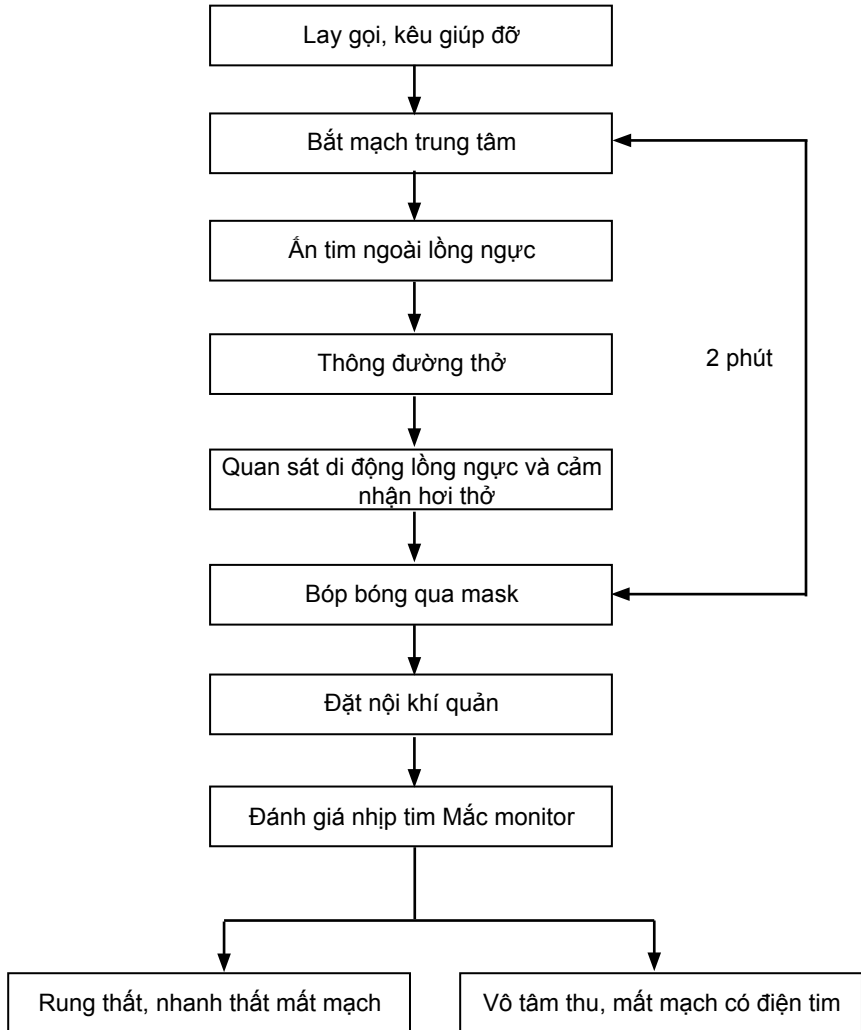 Lay gọi, kêu giúp đỡ
Bắt mạch trung tâm
Ấn tim ngoài lồng ngực
Thông đường thở
2 phút
Quan sát di động lồng ngực và cảm
nhận hơi thở
Bóp bóng qua mask
Đặt nội khí quản
Đánh giá nhịp tim Mắc monitor
Rung thất, nhanh thất mất mạch
Vô tâm thu, mất mạch có điện tim